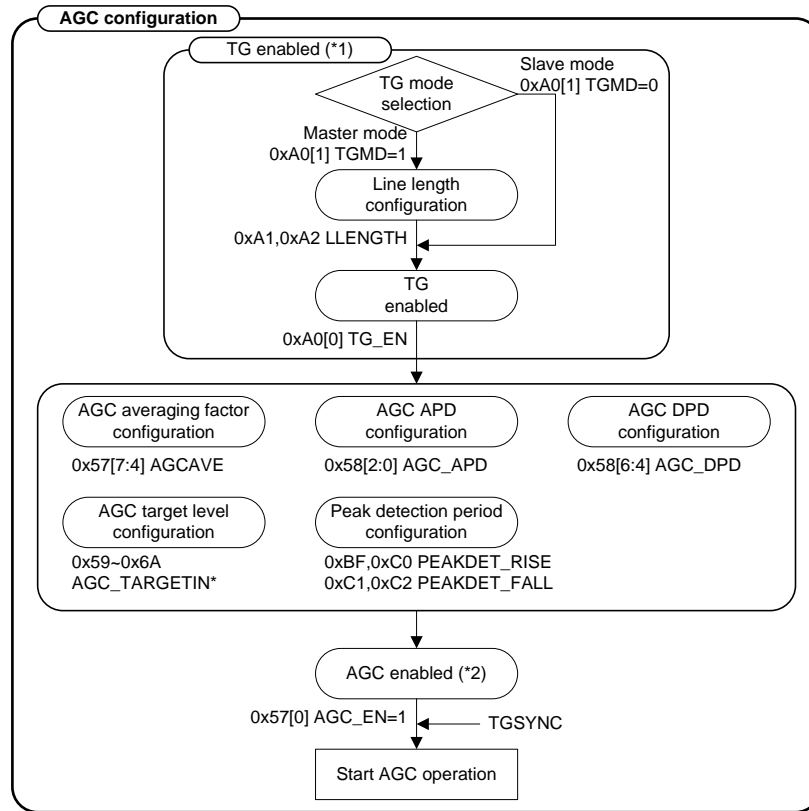 AGC configuration
TG enabled (*1)
TG mode
selection
Slave mode
0xA0[1] TGMD=0
Master mode
0xA0[1] TGMD=1
Line length
configuration
0xA1,0xA2 LLENGTH
TG
enabled
0xA0[0] TG_EN
AGC averaging factor
configuration
0x57[7:4] AGCAVE
AGC APD
configuration
0x58[2:0] AGC_APD
AGC DPD
configuration
0x58[6:4] AGC_DPD
AGC target level
configuration
0x59~0x6A
AGC_TARGETIN*
Peak detection period
configuration
0xBF,0xC0 PEAKDET_RISE
0xC1,0xC2 PEAKDET_FALL
AGC enabled (*2)
0x57[0] AGC_EN=1
TGSYNC
Start AGC operation